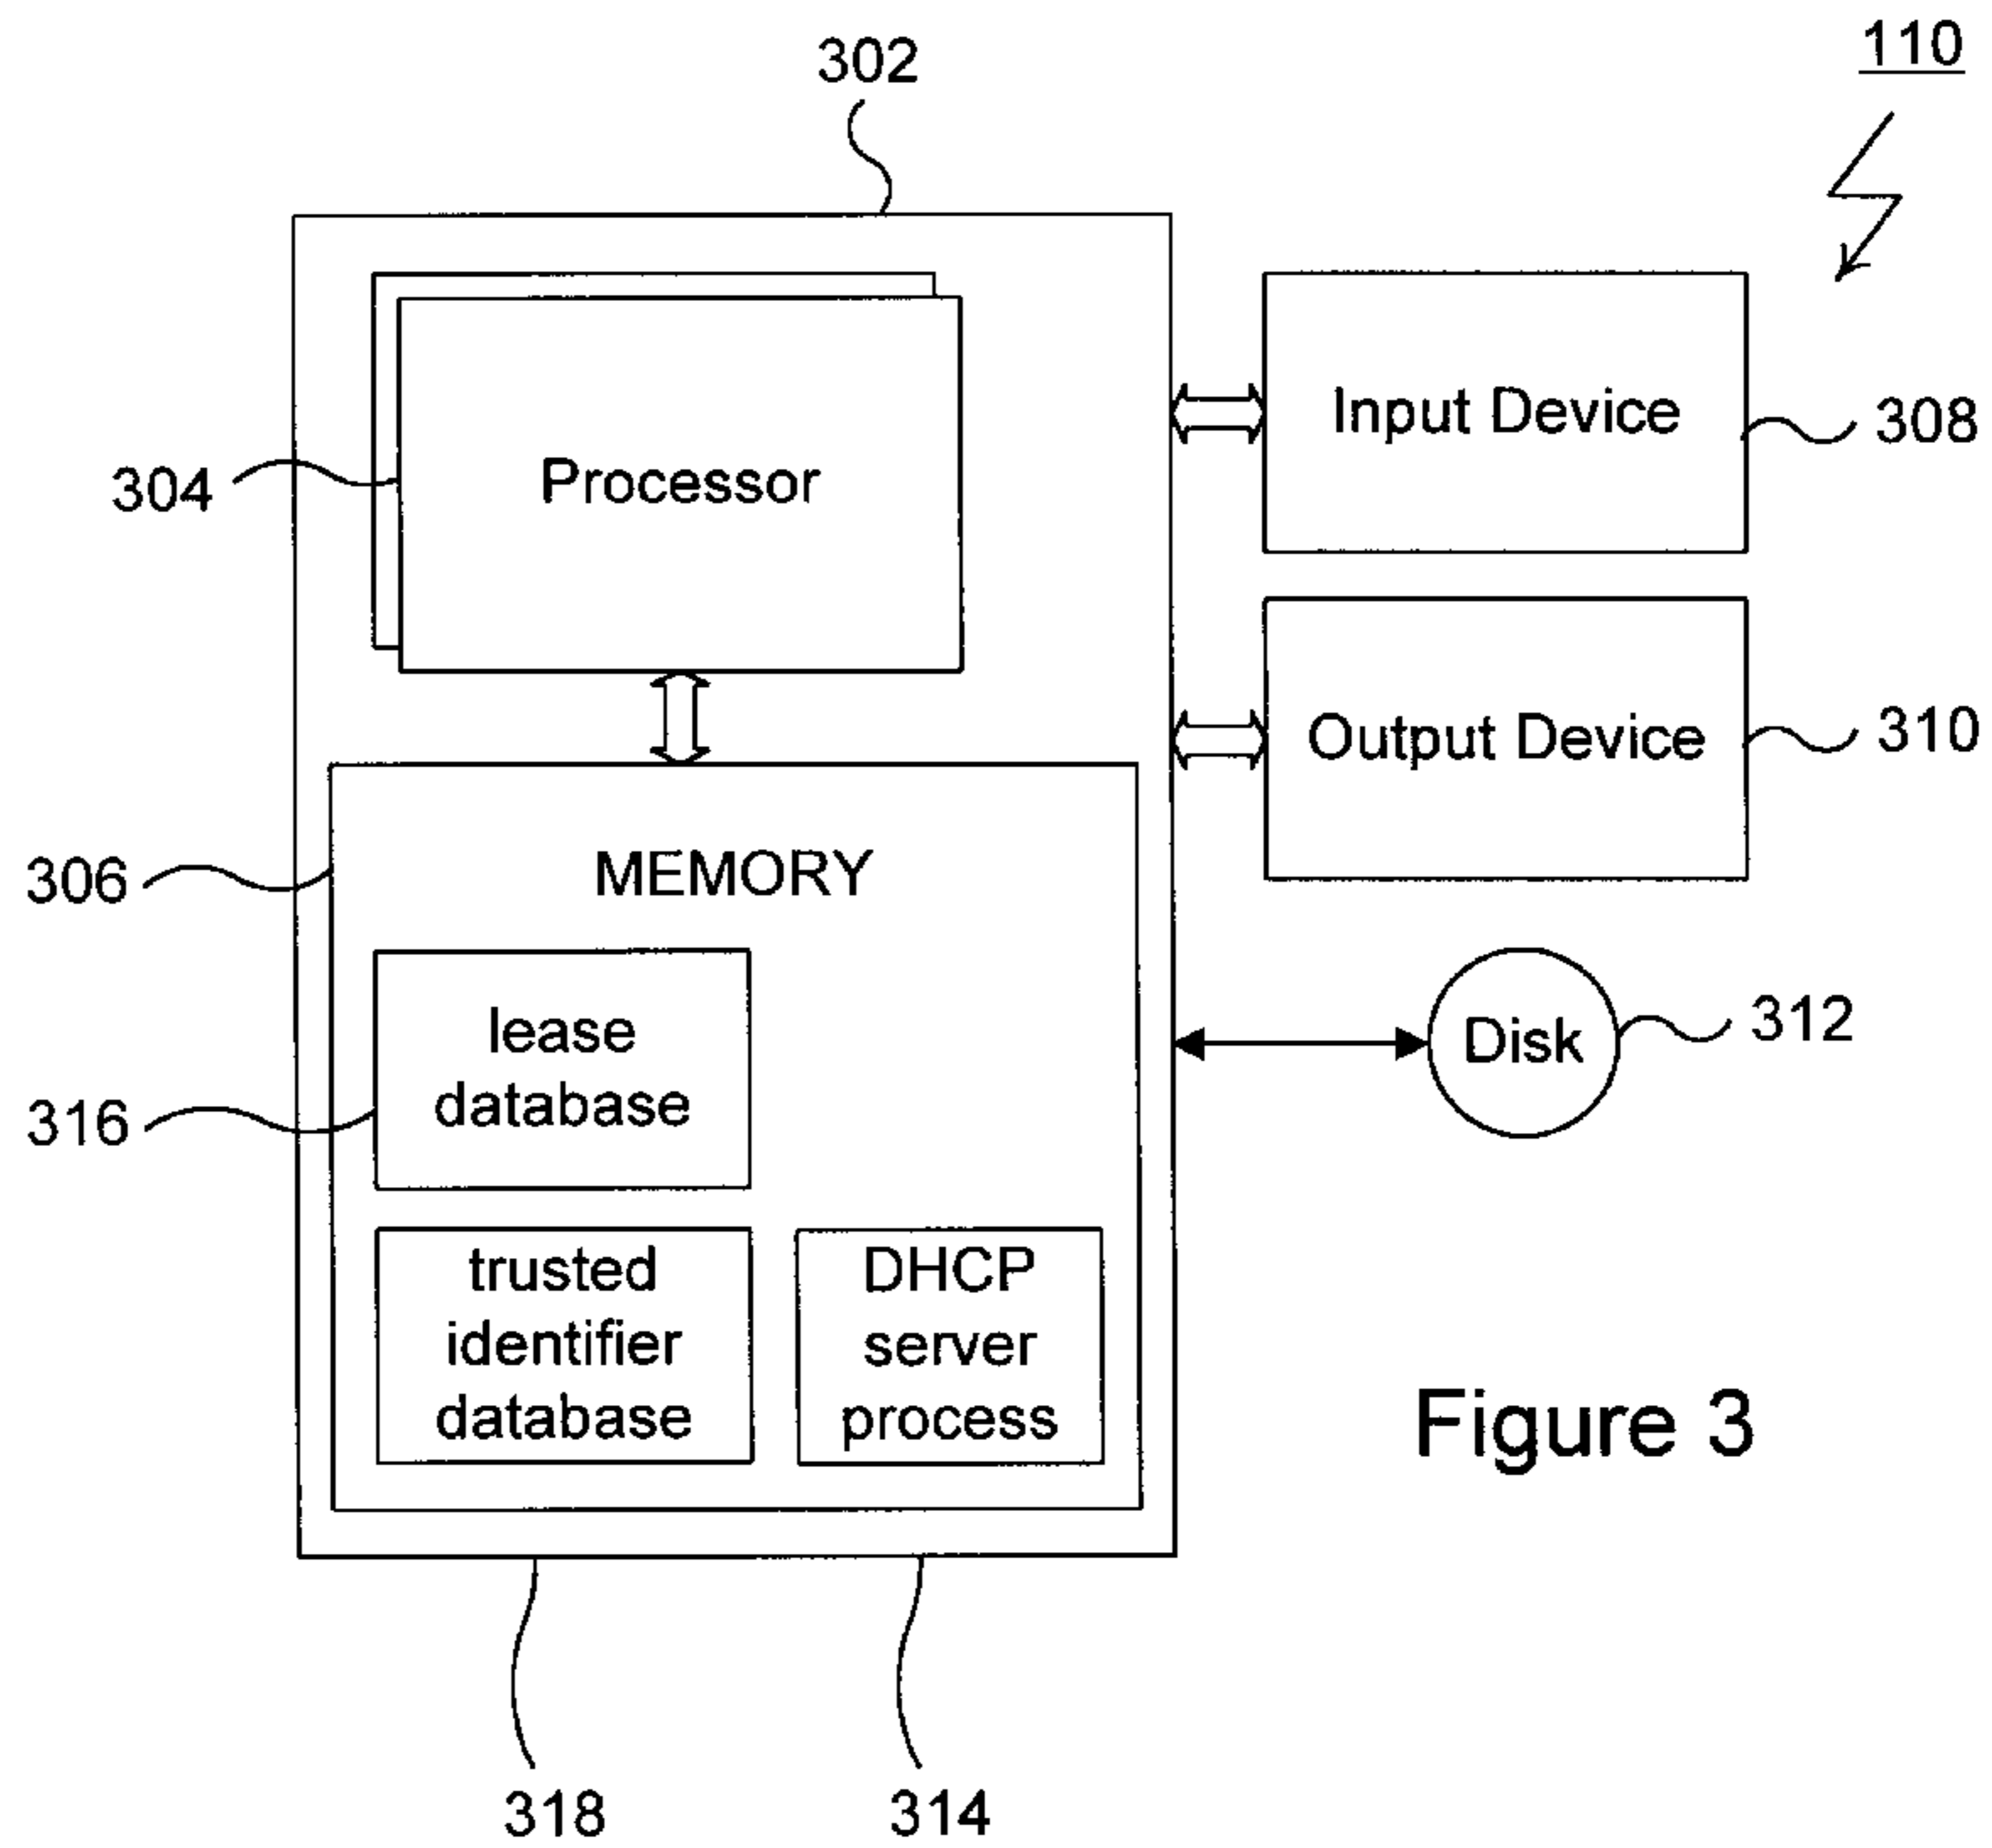 302
110
304
Processor
Input Device
308
Output Device
310
306
MEMORY
lease
database
316
Disk
312
trusted
identifier
database
DHCP
server
process
Figure 3
318
314